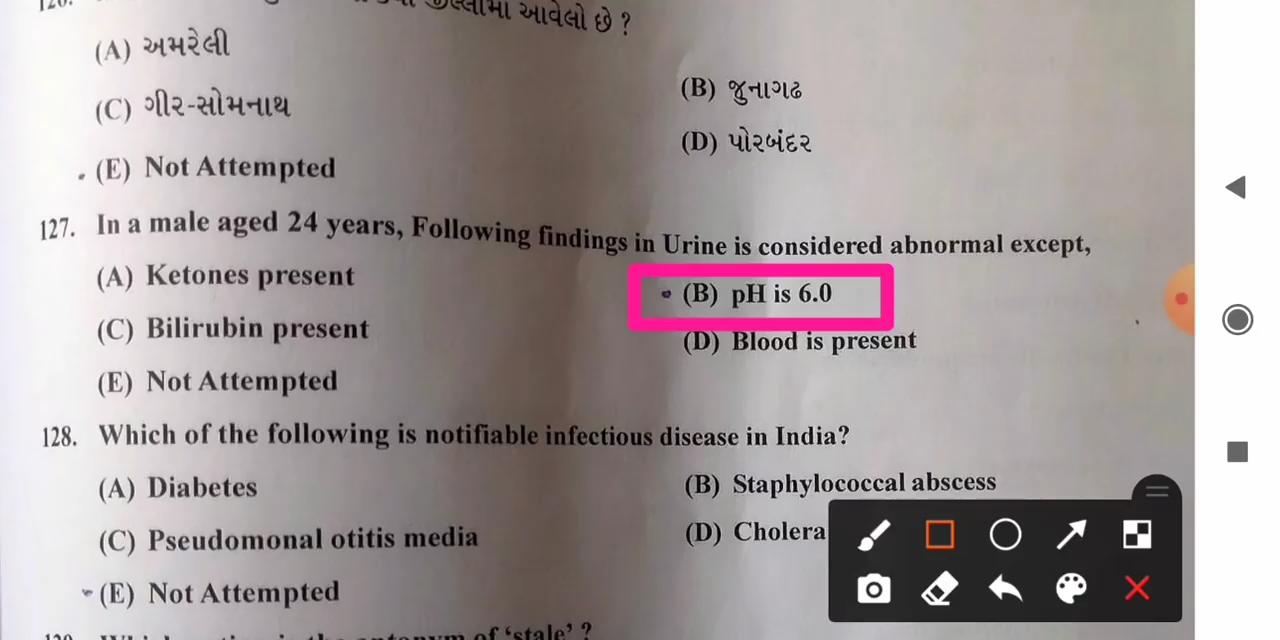 જીલ્લામાં આવેલો છે ?
(A) અમરેલી
(B) જુનાગઢ
(C) ગીર-સોમનાથ
(D) પોરબંદર
(E) Not Attempted
127. In a male aged 24 years, Following findings in Urine is considered abnormal except,
(A) Ketones present
(B) pH is 6.0
(C) Bilirubin present
(D) Blood is present
(E) Not Attempted
128. Which of the following is notifiable infectious disease in India?
(A) Diabetes
(B) Staphylococcal abscess
(C) Pseudomonal otitis media
(D) Cholera
(E) Not Attempted
of ‘stale’ ?